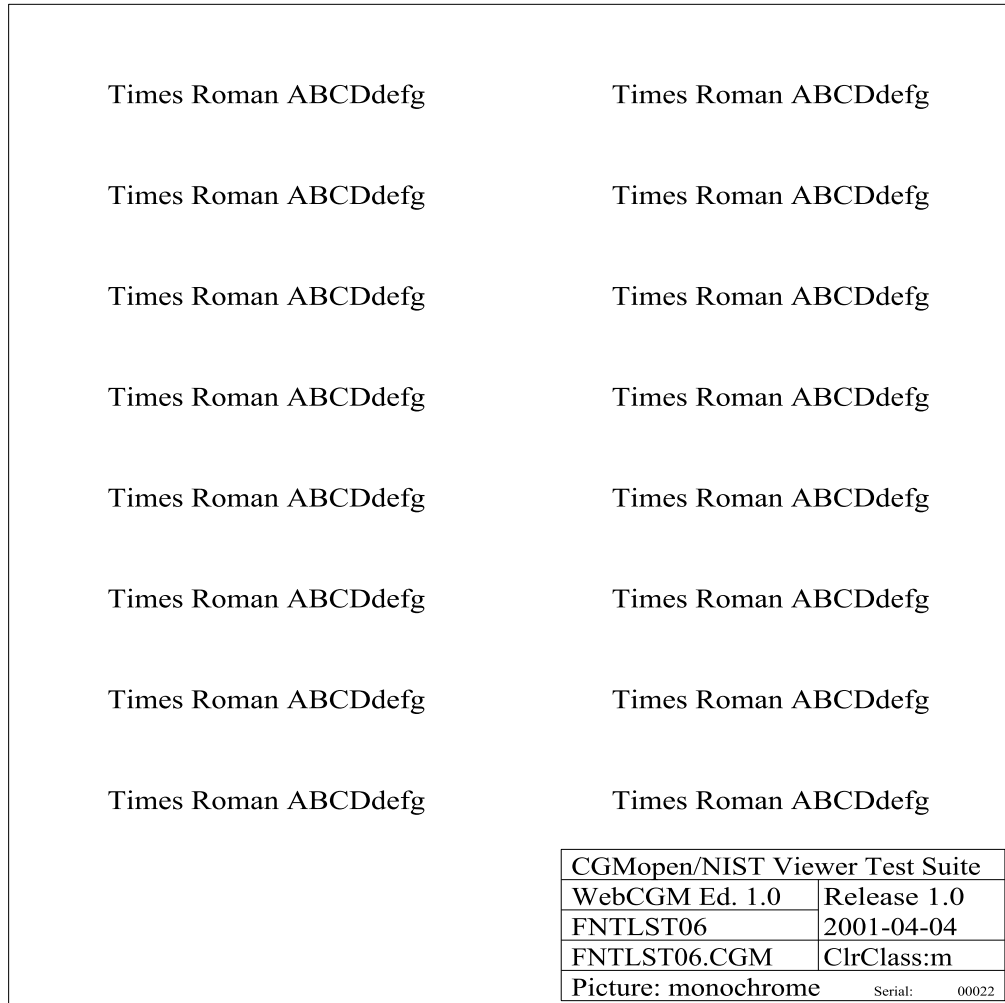 Times Roman ABCDdefg Times Roman ABCDdefg
Times Roman ABCDdefg Times Roman ABCDdefg
Times Roman ABCDdefg Times Roman ABCDdefg
Times Roman ABCDdefg Times Roman ABCDdefg
Times Roman ABCDdefg Times Roman ABCDdefg
Times Roman ABCDdefg Times Roman ABCDdefg
Times Roman ABCDdefg Times Roman ABCDdefg
Times Roman ABCDdefg Times Roman ABCDdefg
CGMopen/NIST Viewer Test Suite
WebCGM Ed. 1.0 Release 1.0
FNTLST06 2001-04-04
FNTLST06.CGM ClrClass:m
Picture: monochrome Serial: 00022